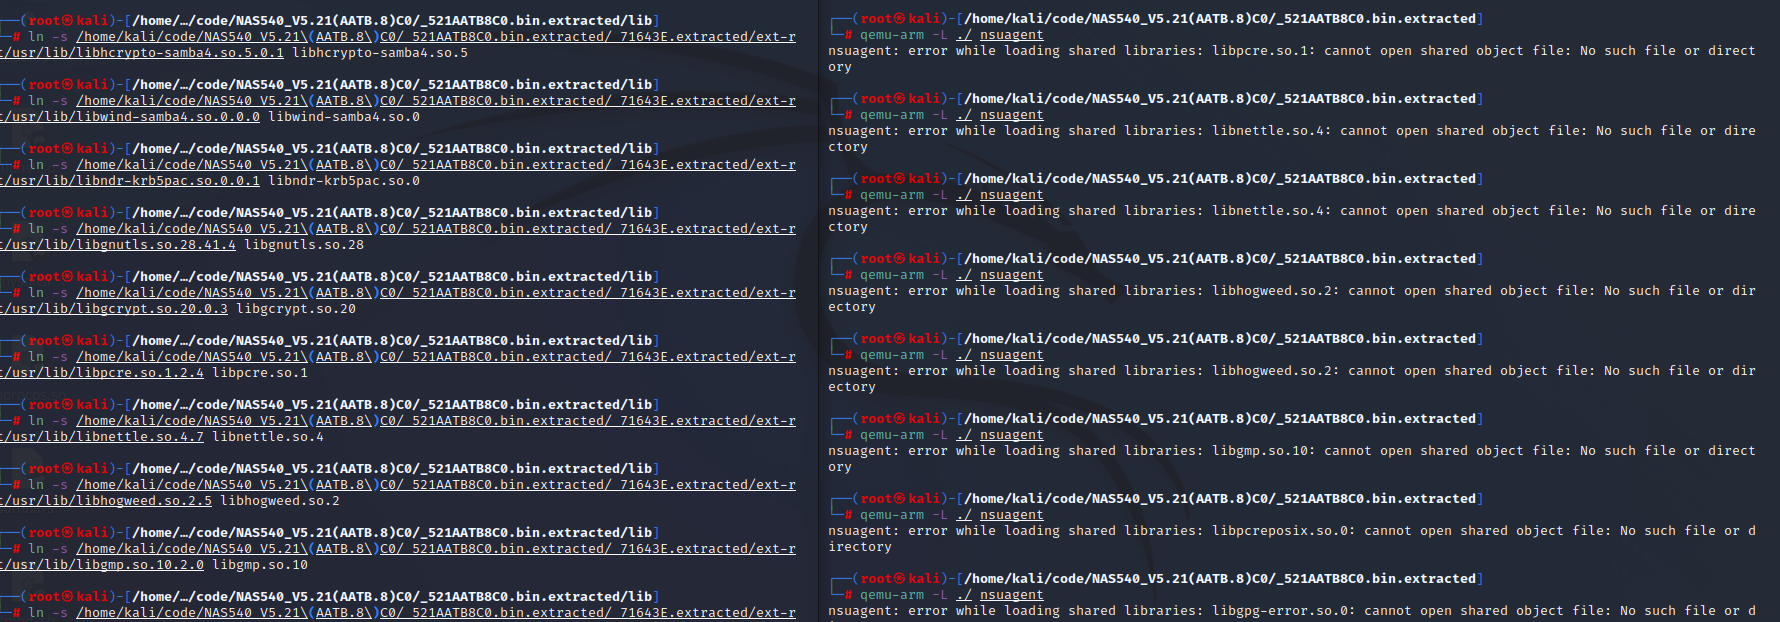 ──(root㉿kali)-[/home/…/code/NAS540_V5.21(AATB.8)C0/_521AATB8C0.bin.extracted/lib]
─# ln -s /home/kali/code/NAS540_V5.21\(AATB.8\)C0/_521AATB8C0.bin.extracted/_71643E.extracted/ext-r
t/usr/lib/libhcrypto-samba4.so.5.0.1 libhcrypto-samba4.so.5
──(root㉿kali)-[/home/…/code/NAS540_V5.21(AATB.8)C0/_521AATB8C0.bin.extracted/lib]
─# ln -s /home/kali/code/NAS540_V5.21\(AATB.8\)C0/_521AATB8C0.bin.extracted/_71643E.extracted/ext-r
t/usr/lib/libwind-samba4.so.0.0.0 libwind-samba4.so.0
──(root㉿kali)-[/home/…/code/NAS540_V5.21(AATB.8)C0/_521AATB8C0.bin.extracted/lib]
─# ln -s /home/kali/code/NAS540_V5.21\(AATB.8\)C0/_521AATB8C0.bin.extracted/_71643E.extracted/ext-r
t/usr/lib/libndr-krb5pac.so.0.0.1 libndr-krb5pac.so.0
──(root㉿kali)-[/home/…/code/NAS540_V5.21(AATB.8)C0/_521AATB8C0.bin.extracted/lib]
─# ln -s /home/kali/code/NAS540_V5.21\(AATB.8\)C0/_521AATB8C0.bin.extracted/_71643E.extracted/ext-r
t/usr/lib/libgnutls.so.28.41.4 libgnutls.so.28
──(root㉿kali)-[/home/…/code/NAS540_V5.21(AATB.8)C0/_521AATB8C0.bin.extracted/lib]
─# ln -s /home/kali/code/NAS540_V5.21\(AATB.8\)C0/_521AATB8C0.bin.extracted/_71643E.extracted/ext-r
t/usr/lib/libgcrypt.so.20.0.3 libgcrypt.so.20
──(root㉿kali)-[/home/…/code/NAS540_V5.21(AATB.8)C0/_521AATB8C0.bin.extracted/lib]
─# ln -s /home/kali/code/NAS540_V5.21\(AATB.8\)C0/_521AATB8C0.bin.extracted/_71643E.extracted/ext-r
t/usr/lib/libpcre.so.1.2.4 libpcre.so.1
──(root㉿kali)-[/home/…/code/NAS540_V5.21(AATB.8)C0/_521AATB8C0.bin.extracted/lib]
─# ln -s /home/kali/code/NAS540_V5.21\(AATB.8\)C0/_521AATB8C0.bin.extracted/_71643E.extracted/ext-r
t/usr/lib/libnettle.so.4.7 libnettle.so.4
──(root㉿kali)-[/home/…/code/NAS540_V5.21(AATB.8)C0/_521AATB8C0.bin.extracted/lib]
─# ln -s /home/kali/code/NAS540_V5.21\(AATB.8\)C0/_521AATB8C0.bin.extracted/_71643E.extracted/ext-r
t/usr/lib/libhogweed.so.2.5 libhogweed.so.2
──(root㉿kali)-[/home/…/code/NAS540_V5.21(AATB.8)C0/_521AATB8C0.bin.extracted/lib]
─# ln -s /home/kali/code/NAS540_V5.21\(AATB.8\)C0/_521AATB8C0.bin.extracted/_71643E.extracted/ext-r
t/usr/lib/libgmp.so.10.2.0 libgmp.so.10
──(root㉿kali)-[/home/…/code/NAS540_V5.21(AATB.8)C0/_521AATB8C0.bin.extracted/lib]
─# ln -s /home/kali/code/NAS540_V5.21\(AATB.8\)C0/_521AATB8C0.bin.extracted/_71643E.extracted/ext-r
┌──(root㉿kali)-[/home/kali/code/NAS540_V5.21(AATB.8)C0/_521AATB8C0.bin.extracted]
└─# qemu-arm -L ./ nsuagent
nsuagent: error while loading shared libraries: libpcre.so.1: cannot open shared object file: No such file or direct
ory
┌──(root㉿kali)-[/home/kali/code/NAS540_V5.21(AATB.8)C0/_521AATB8C0.bin.extracted]
└─# qemu-arm -L ./ nsuagent
nsuagent: error while loading shared libraries: libnettle.so.4: cannot open shared object file: No such file or dire
ctory
┌──(root㉿kali)-[/home/kali/code/NAS540_V5.21(AATB.8)C0/_521AATB8C0.bin.extracted]
└─# qemu-arm -L ./ nsuagent
nsuagent: error while loading shared libraries: libnettle.so.4: cannot open shared object file: No such file or dire
ctory
┌──(root㉿kali)-[/home/kali/code/NAS540_V5.21(AATB.8)C0/_521AATB8C0.bin.extracted]
└─# qemu-arm -L ./ nsuagent
nsuagent: error while loading shared libraries: libhogweed.so.2: cannot open shared object file: No such file or dir
ectory
┌──(root㉿kali)-[/home/kali/code/NAS540_V5.21(AATB.8)C0/_521AATB8C0.bin.extracted]
└─# qemu-arm -L ./ nsuagent
nsuagent: error while loading shared libraries: libhogweed.so.2: cannot open shared object file: No such file or dir
ectory
┌──(root㉿kali)-[/home/kali/code/NAS540_V5.21(AATB.8)C0/_521AATB8C0.bin.extracted]
└─# qemu-arm -L ./ nsuagent
nsuagent: error while loading shared libraries: libgmp.so.10: cannot open shared object file: No such file or direct
ory
┌──(root㉿kali)-[/home/kali/code/NAS540_V5.21(AATB.8)C0/_521AATB8C0.bin.extracted]
└─# qemu-arm -L ./ nsuagent
nsuagent: error while loading shared libraries: libpcreposix.so.0: cannot open shared object file: No such file or d
irectory
┌──(root㉿kali)-[/home/kali/code/NAS540_V5.21(AATB.8)C0/_521AATB8C0.bin.extracted]
└─# qemu-arm -L ./ nsuagent
nsuagent: error while loading shared libraries: libgpg-error.so.0: cannot open shared object file: No such file or d